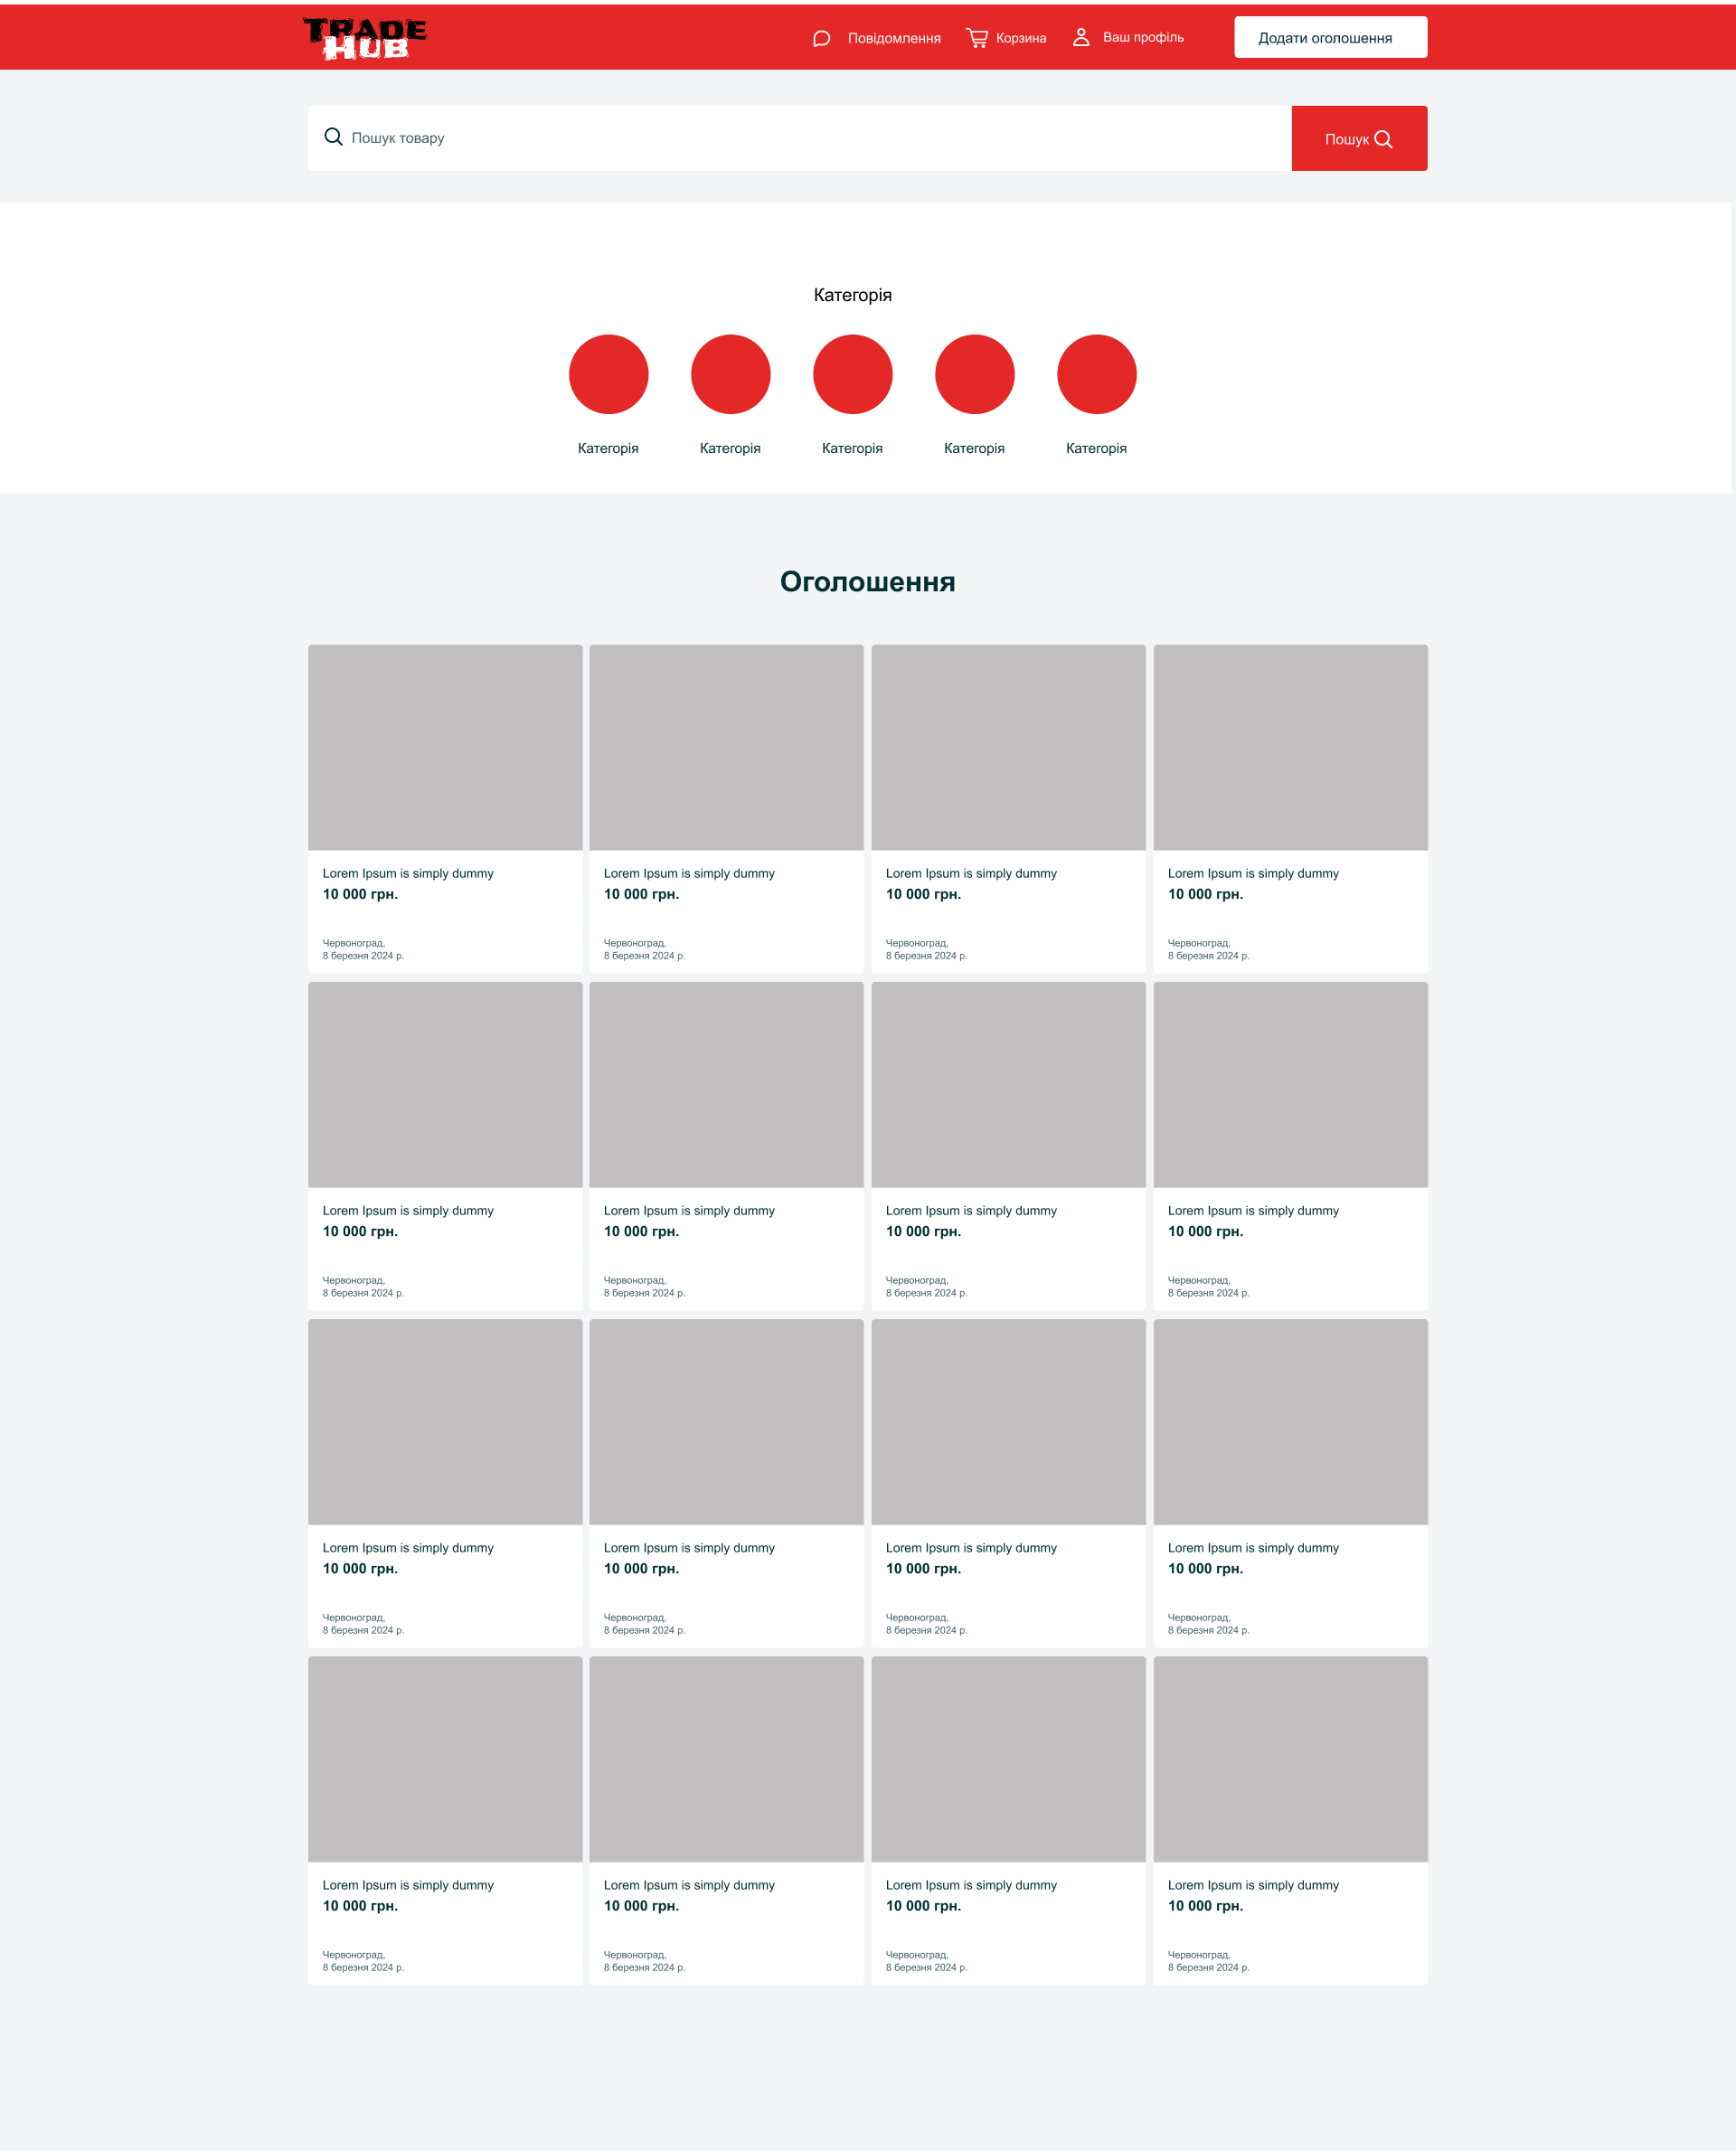 TRADE
HUB
Повідомлення
Корзина
Ваш профіль
Додати оголошення
Пошук товару
Пошук
Категорія
Категорія Категорія Категорія Категорія Категорія
Оголошення
Lorem Ipsum is simply dummy Lorem Ipsum is simply dummy Lorem Ipsum is simply dummy Lorem Ipsum is simply dummy
10 000 грн. 10 000 грн. 10 000 грн. 10 000 грн.
Червоноград, Червоноград, Червоноград, Червоноград,
8 березня 2024 р. 8 березня 2024 р. 8 березня 2024 р. 8 березня 2024 р.
Lorem Ipsum is simply dummy Lorem Ipsum is simply dummy Lorem Ipsum is simply dummy Lorem Ipsum is simply dummy
10 000 грн. 10 000 грн. 10 000 грн. 10 000 грн.
Червоноград, Червоноград, Червоноград, Червоноград,
8 березня 2024 р. 8 березня 2024 р. 8 березня 2024 р. 8 березня 2024 р.
Lorem Ipsum is simply dummy Lorem Ipsum is simply dummy Lorem Ipsum is simply dummy Lorem Ipsum is simply dummy
10 000 грн. 10 000 грн. 10 000 грн. 10 000 грн.
Червоноград, Червоноград, Червоноград, Червоноград,
8 березня 2024 р. 8 березня 2024 р. 8 березня 2024 р. 8 березня 2024 р.
Lorem Ipsum is simply dummy Lorem Ipsum is simply dummy Lorem Ipsum is simply dummy Lorem Ipsum is simply dummy
10 000 грн. 10 000 грн. 10 000 грн. 10 000 грн.
Червоноград, Червоноград, Червоноград, Червоноград,
8 березня 2024 р. 8 березня 2024 р. 8 березня 2024 р. 8 березня 2024 р.